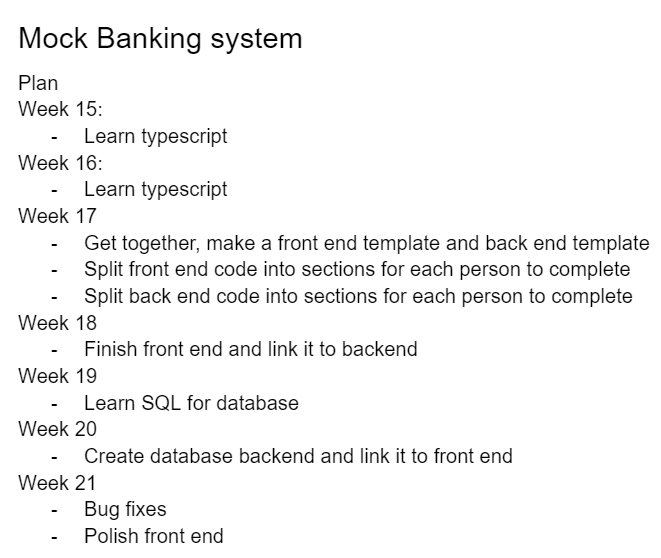 Mock Banking system
Plan
Week 15:
- Learn typescript
Week 16:
- Learn typescript
Week 17
- Get together, make a front end template and back end template
- Split front end code into sections for each person to complete
- Split back end code into sections for each person to complete
Week 18
- Finish front end and link it to backend
Week 19
- Learn SQL for database
Week 20
- Create database backend and link it to front end
Week 21
- Bug fixes
- Polish front end